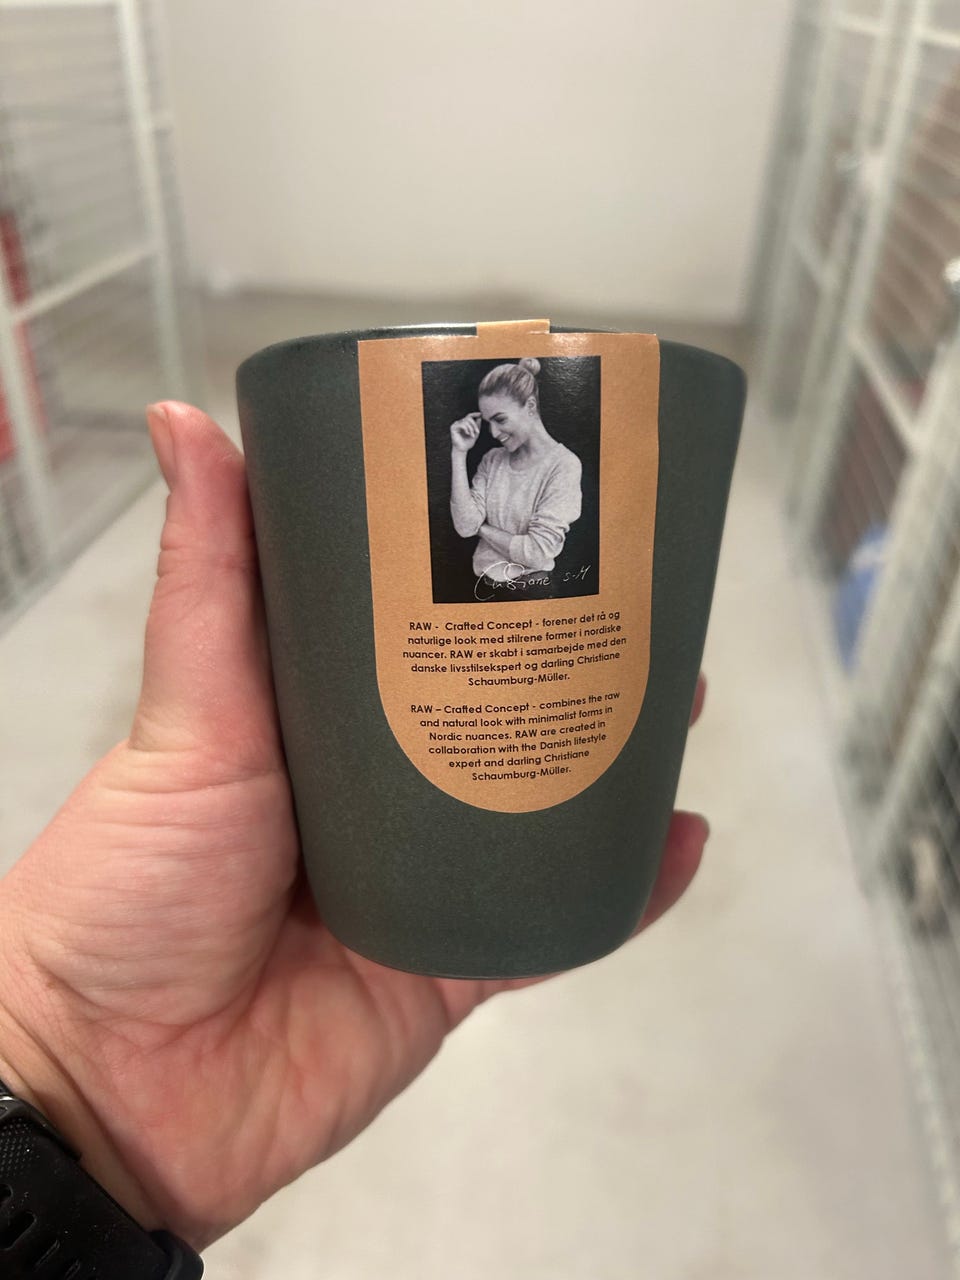 Christiane S-M
RAW - Crafted Concept - forener det rå og
naturlige look med stilrene former i nordiske
nuancer. RAW er skabt i samarbejde med den
danske livsstilsekspert og darling Christiane
Schaumburg-Müller.
RAW – Crafted Concept - combines the raw
and natural look with minimalist forms in
Nordic nuances. RAW are created in
collaboration with the Danish lifestyle
expert and darling Christiane
Schaumburg-Müller.